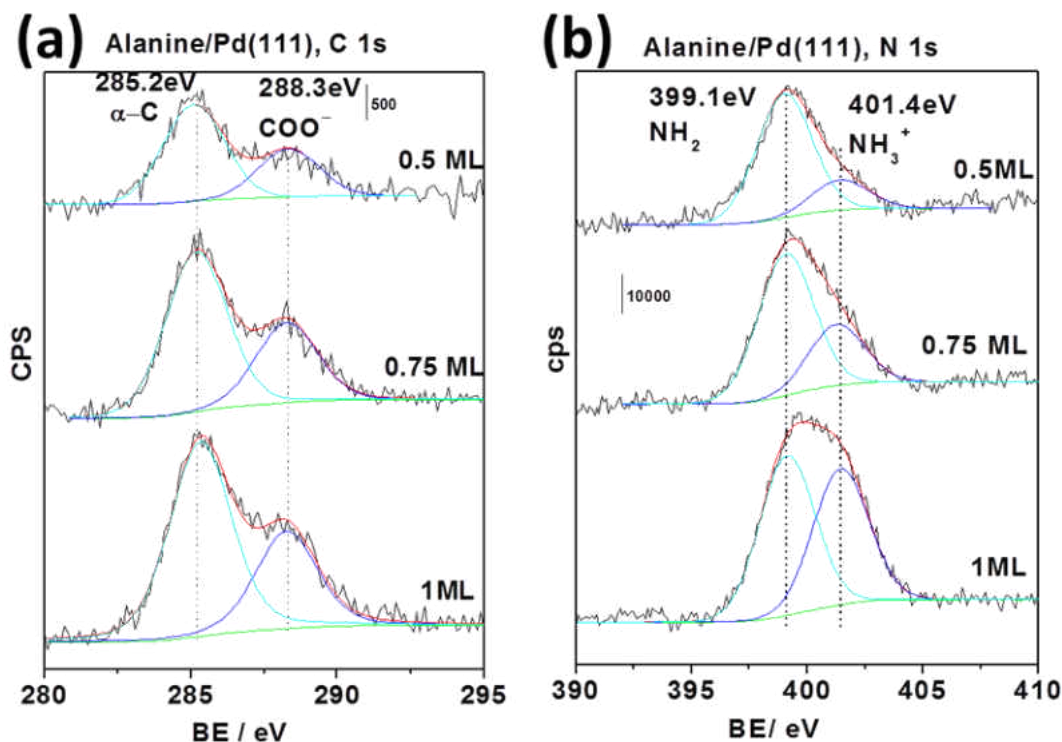 (a) Alanine/Pd(111), C 1s
285.2eV
α–C
288.3eV
COO⁻
500
0.5 ML
0.75 ML
1ML
CPS
280 285 290 295
BE/ eV
(b) Alanine/Pd(111), N 1s
399.1eV
NH₂
401.4eV
NH₃⁺
0.5ML
10000
0.75 ML
1ML
cps
390 395 400 405 410
BE/ eV